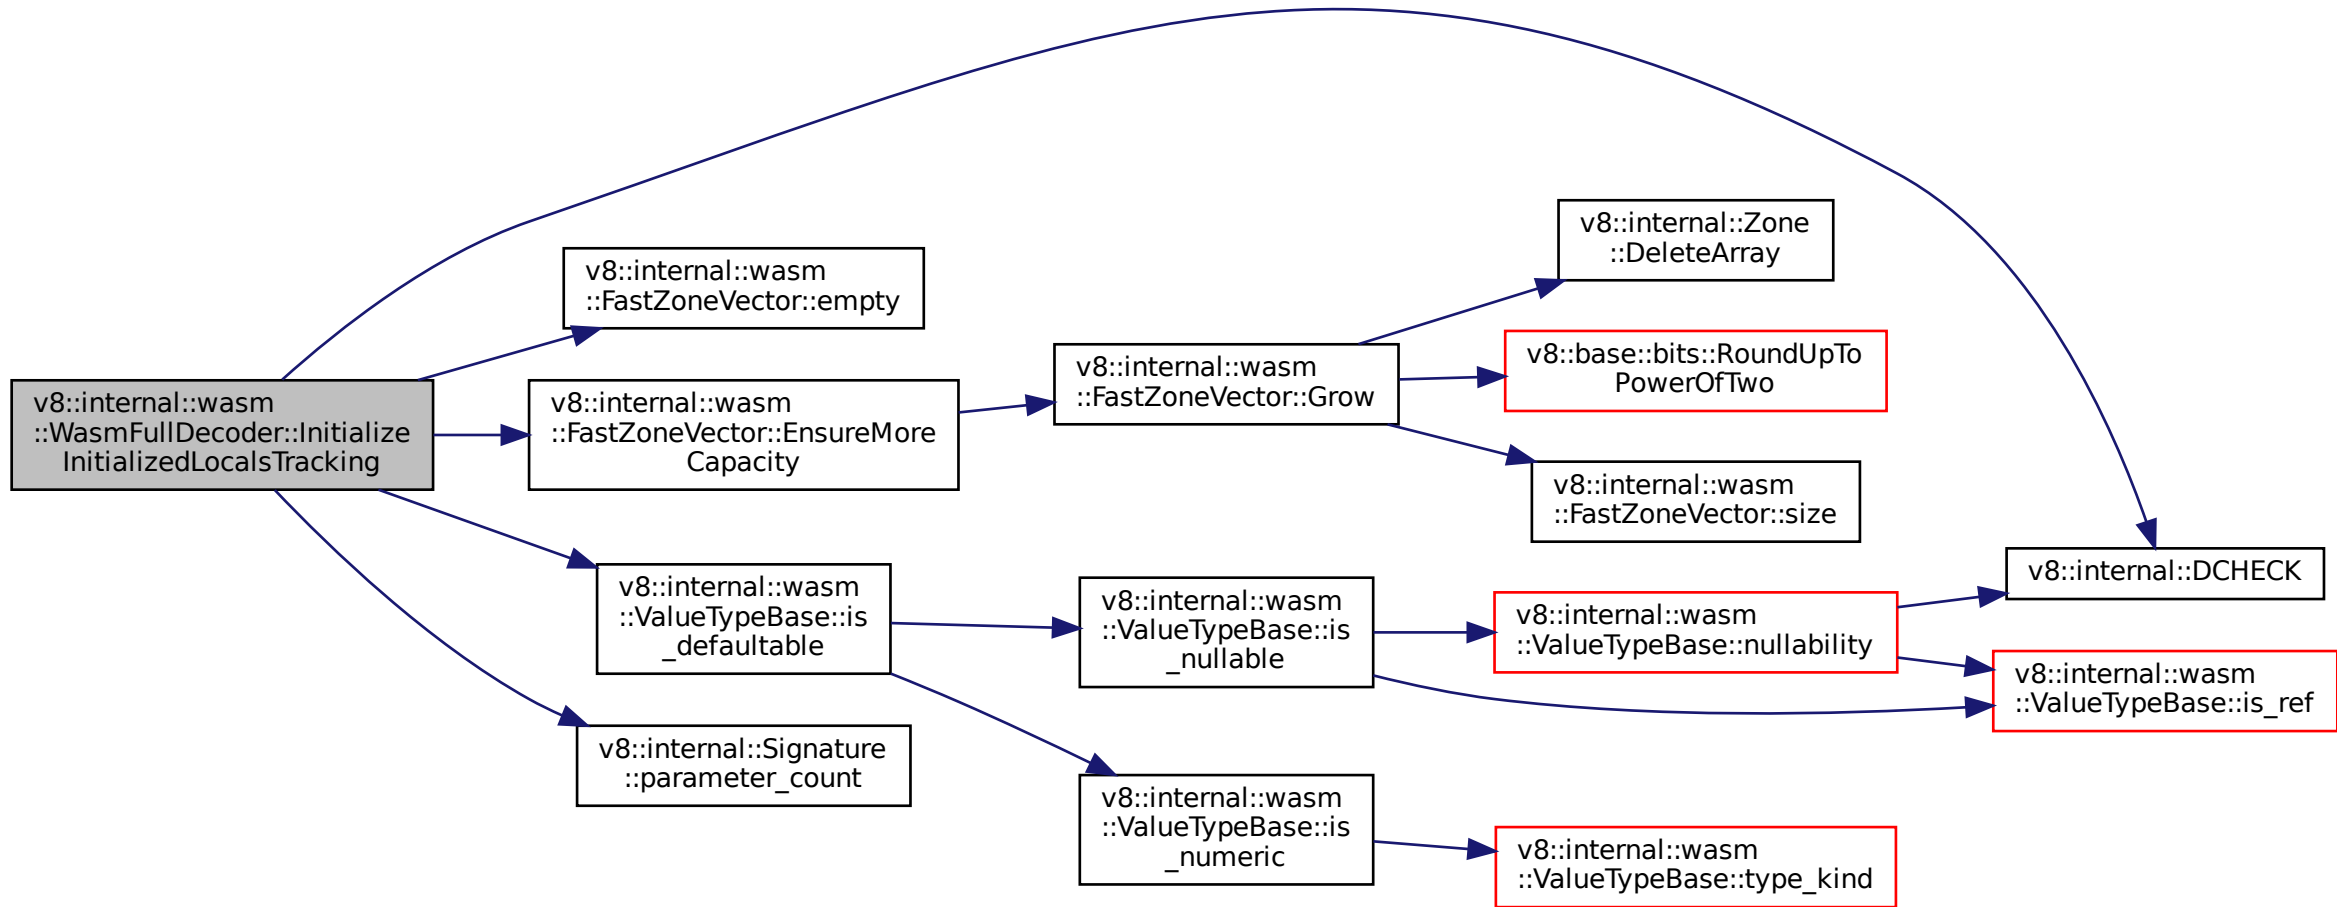 v8::internal::wasm
::WasmFullDecoder::Initialize
InitializedLocalsTracking
v8::internal::wasm
::FastZoneVector::empty
v8::internal::wasm
::FastZoneVector::EnsureMore
Capacity
v8::internal::wasm
::ValueTypeBase::is
_defaultable
v8::internal::Signature
::parameter_count
v8::internal::wasm
::FastZoneVector::Grow
v8::internal::wasm
::ValueTypeBase::is
_nullable
v8::internal::wasm
::ValueTypeBase::is
_numeric
v8::internal::Zone
::DeleteArray
v8::base::bits::RoundUpTo
PowerOfTwo
v8::internal::wasm
::FastZoneVector::size
v8::internal::wasm
::ValueTypeBase::nullability
v8::internal::wasm
::ValueTypeBase::type_kind
v8::internal::DCHECK
v8::internal::wasm
::ValueTypeBase::is_ref